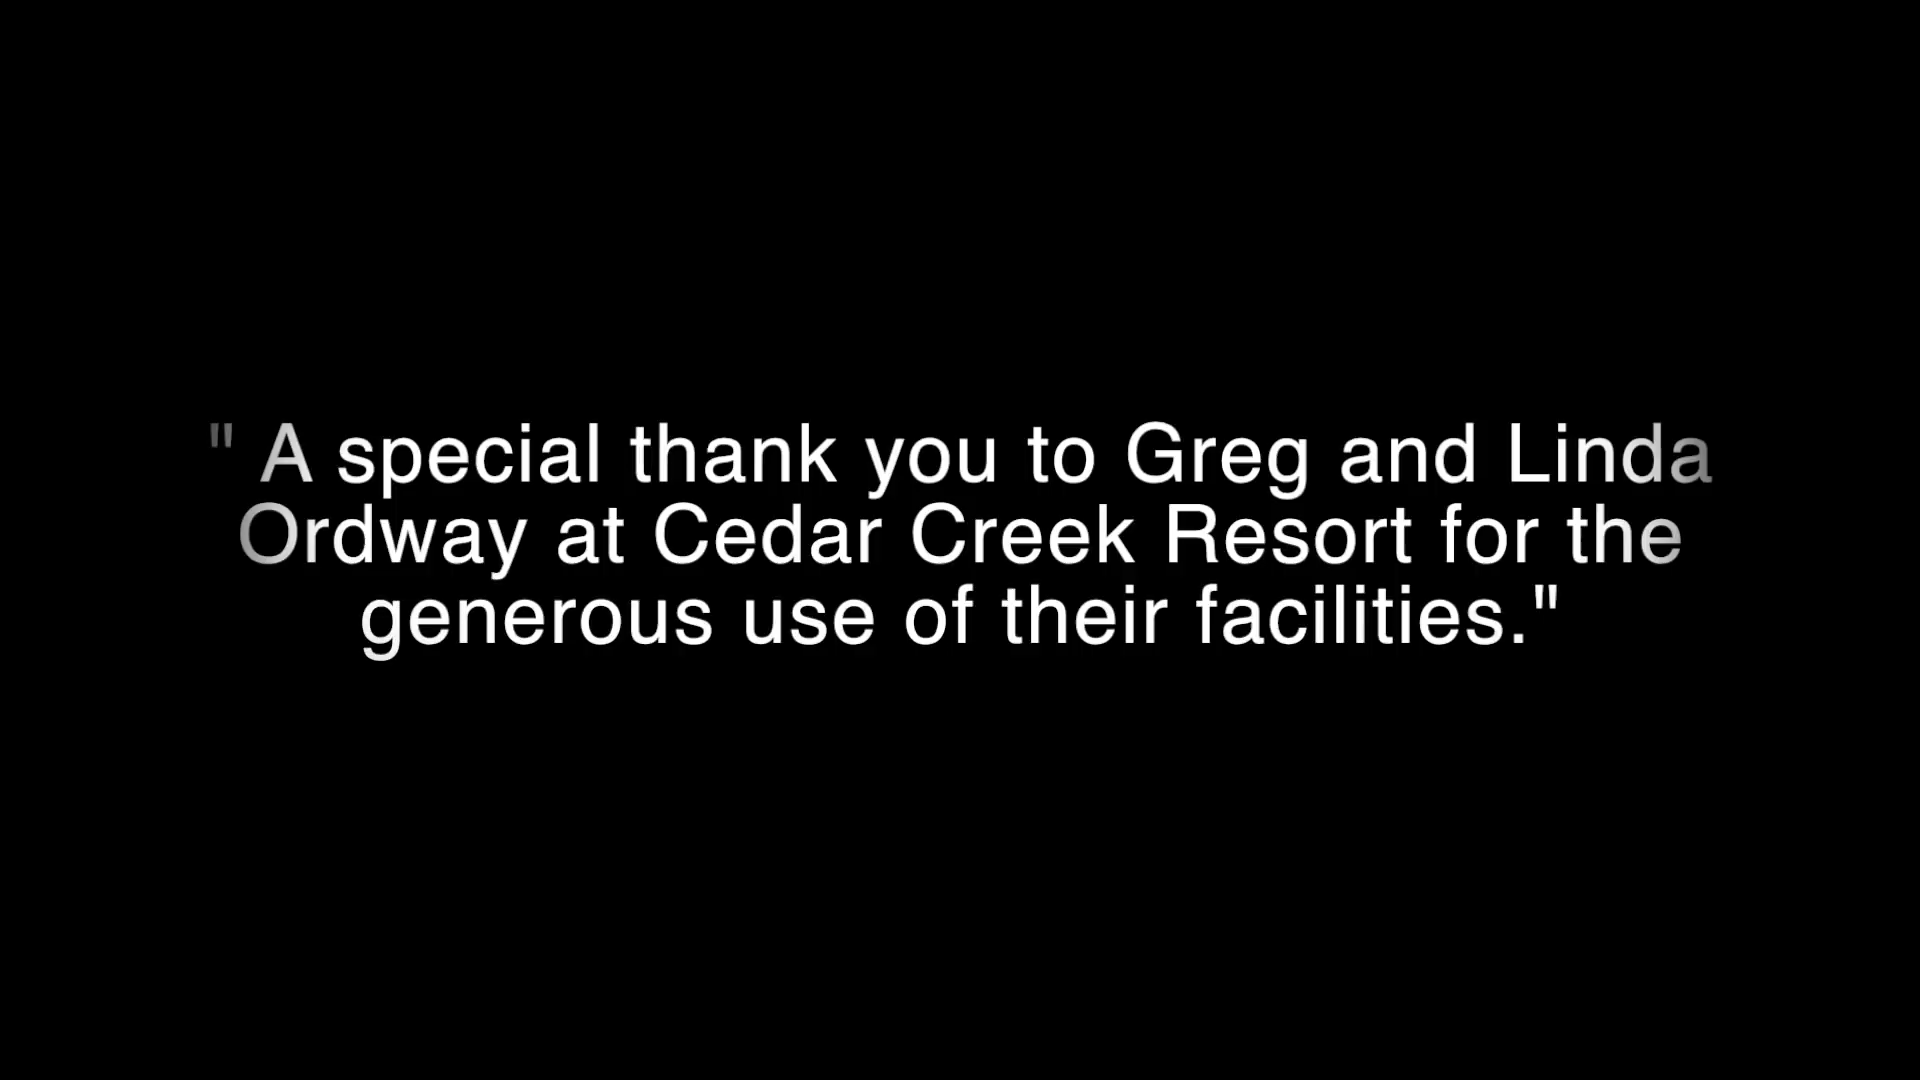 " A special thank you to Greg and Linda
Ordway at Cedar Creek Resort for the
generous use of their facilities."